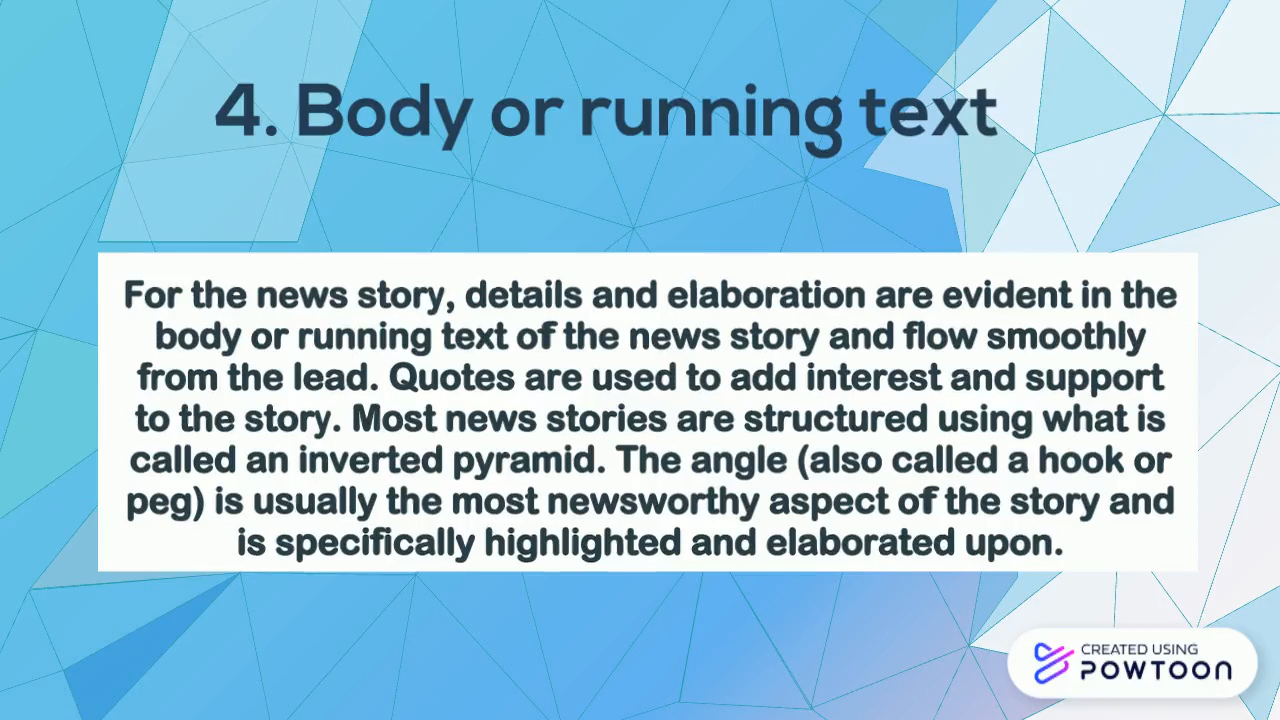 4. Body or running text
For the news story, details and elaboration are evident in the
body or running text of the news story and flow smoothly
from the lead. Quotes are used to add interest and support
to the story. Most news stories are structured using what is
called an inverted pyramid. The angle (also called a hook or
peg) is usually the most newsworthy aspect of the story and
is specifically highlighted and elaborated upon.
CREATED USING
POWTOON